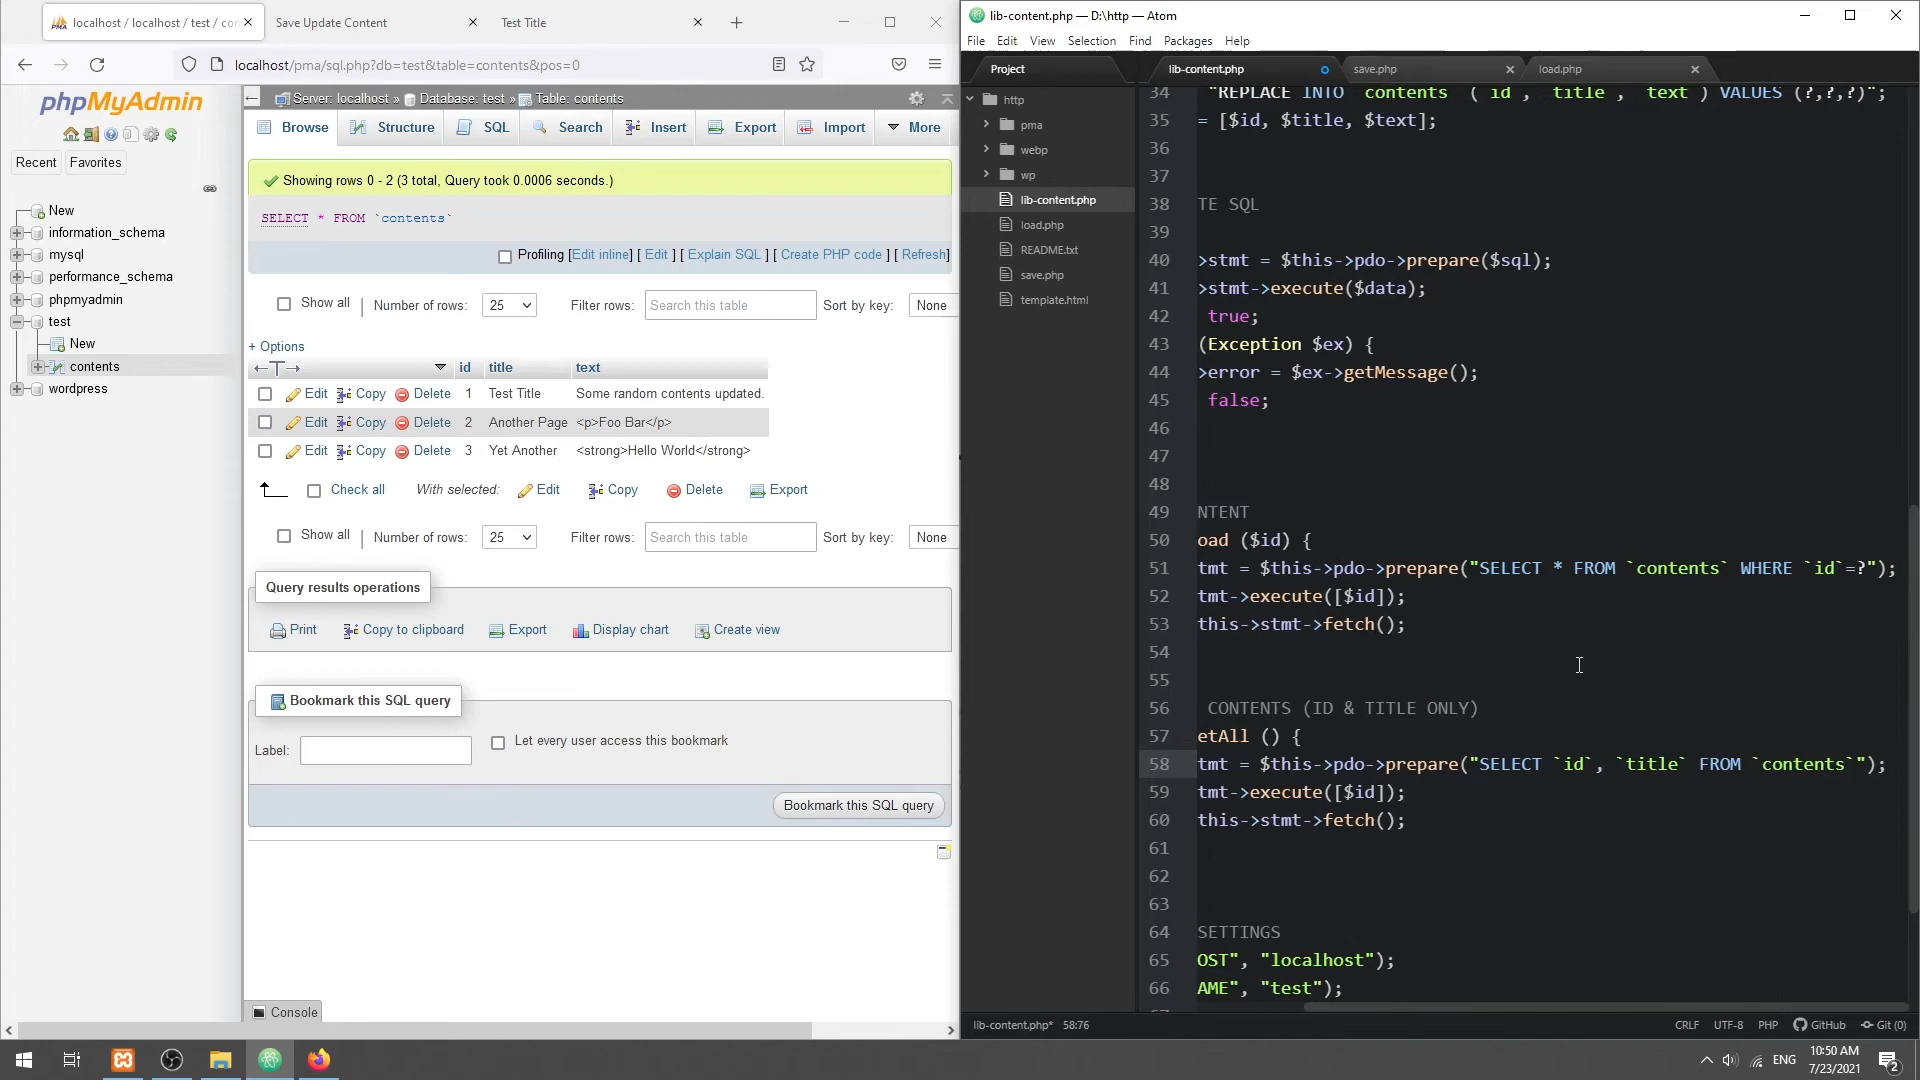 localhost / localhost / test / con
Save Update Content
Test Title
localhost/pma/sql.php?db=test&table=contents&pos=0
phpMyAdmin
Recent
Favorites
New
information_schema
mysql
performance_schema
phpmyadmin
test
New
contents
wordpress
Server: localhost » Database: test » Table: contents
Browse
Structure
SQL
Search
Insert
Export
Import
More
Showing rows 0 - 2 (3 total, Query took 0.0006 seconds.)
SELECT * FROM `contents`
Profiling [Edit inline] [ Edit ] [ Explain SQL ] [ Create PHP code ] [ Refresh]
Show all
Number of rows:
25
Filter rows:
Search this table
Sort by key:
None
+ Options
←T→
id
title
text
Edit Copy Delete 1 Test Title Some random contents updated.
Edit Copy Delete 2 Another Page <p>Foo Bar</p>
Edit Copy Delete 3 Yet Another <strong>Hello World</strong>
Check all
With selected:
Edit
Copy
Delete
Export
Show all
Number of rows:
25
Filter rows:
Search this table
Sort by key:
None
Query results operations
Print
Copy to clipboard
Export
Display chart
Create view
Bookmark this SQL query
Label:
Let every user access this bookmark
Bookmark this SQL query
Console
lib-content.php — D:\http — Atom
File Edit View Selection Find Packages Help
Project
lib-content.php
save.php
load.php
http
pma
webp
wp
lib-content.php
load.php
README.txt
save.php
template.html
34 "REPLACE INTO `contents` (`id`, `title`, `text`) VALUES (?,?,?)";
35 = [$id, $title, $text];
36
37
38 TE SQL
39
40 >stmt = $this->pdo->prepare($sql);
41 >stmt->execute($data);
42 true;
43 (Exception $ex) {
44 >error = $ex->getMessage();
45 false;
46
47
48
49 NTENT
50 oad ($id) {
51 tmt = $this->pdo->prepare("SELECT * FROM `contents` WHERE `id`=?");
52 tmt->execute([$id]);
53 this->stmt->fetch();
54
55
56 CONTENTS (ID & TITLE ONLY)
57 etAll () {
58 tmt = $this->pdo->prepare("SELECT `id`, `title` FROM `contents`");
59 tmt->execute([$id]);
60 this->stmt->fetch();
61
62
63
64 SETTINGS
65 OST", "localhost");
66 AME", "test");
lib-content.php* 58:76
CRLF UTF-8 PHP GitHub Git (0)
ENG
10:50 AM
7/23/2021
2